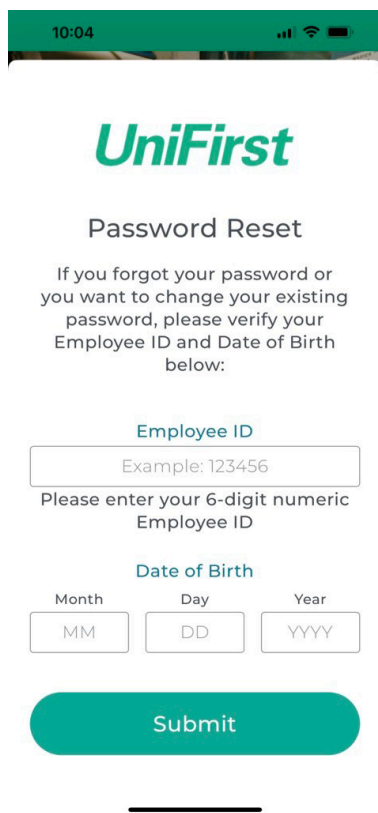 10:04
UniFirst
Password Reset
If you forgot your password or
you want to change your existing
password, please verify your
Employee ID and Date of Birth
below:
Employee ID
Example: 123456
Please enter your 6-digit numeric
Employee ID
Date of Birth
Month Day Year
MM DD YYYY
Submit